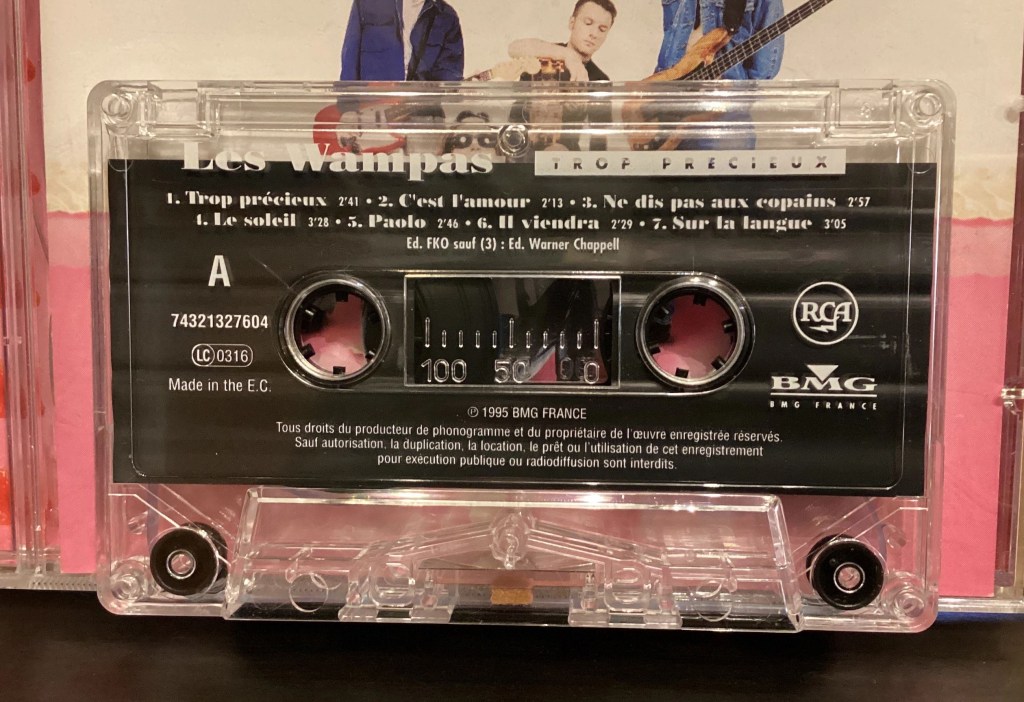 Les Wampas TROP PRECIEUX
1. Trop précieux 2'41 • 2. C'est l'amour 2'13 • 3. Ne dis pas aux copains 2'57
4. Le soleil 3'28 • 5. Paolo 2'46 • 6. Il viendra 2'29 • 7. Sur la langue 3'05
Ed. FKO sauf (3) : Ed. Warner Chappell
A
74321327604
LC 0316
Made in the E.C.
100 50 0
RCA
BMG
BMG FRANCE
℗ 1995 BMG FRANCE
Tous droits du producteur de phonogramme et du propriétaire de l'œuvre enregistrée réservés.
Sauf autorisation, la duplication, la location, le prêt ou l'utilisation de cet enregistrement
pour exécution publique ou radiodiffusion sont interdits.